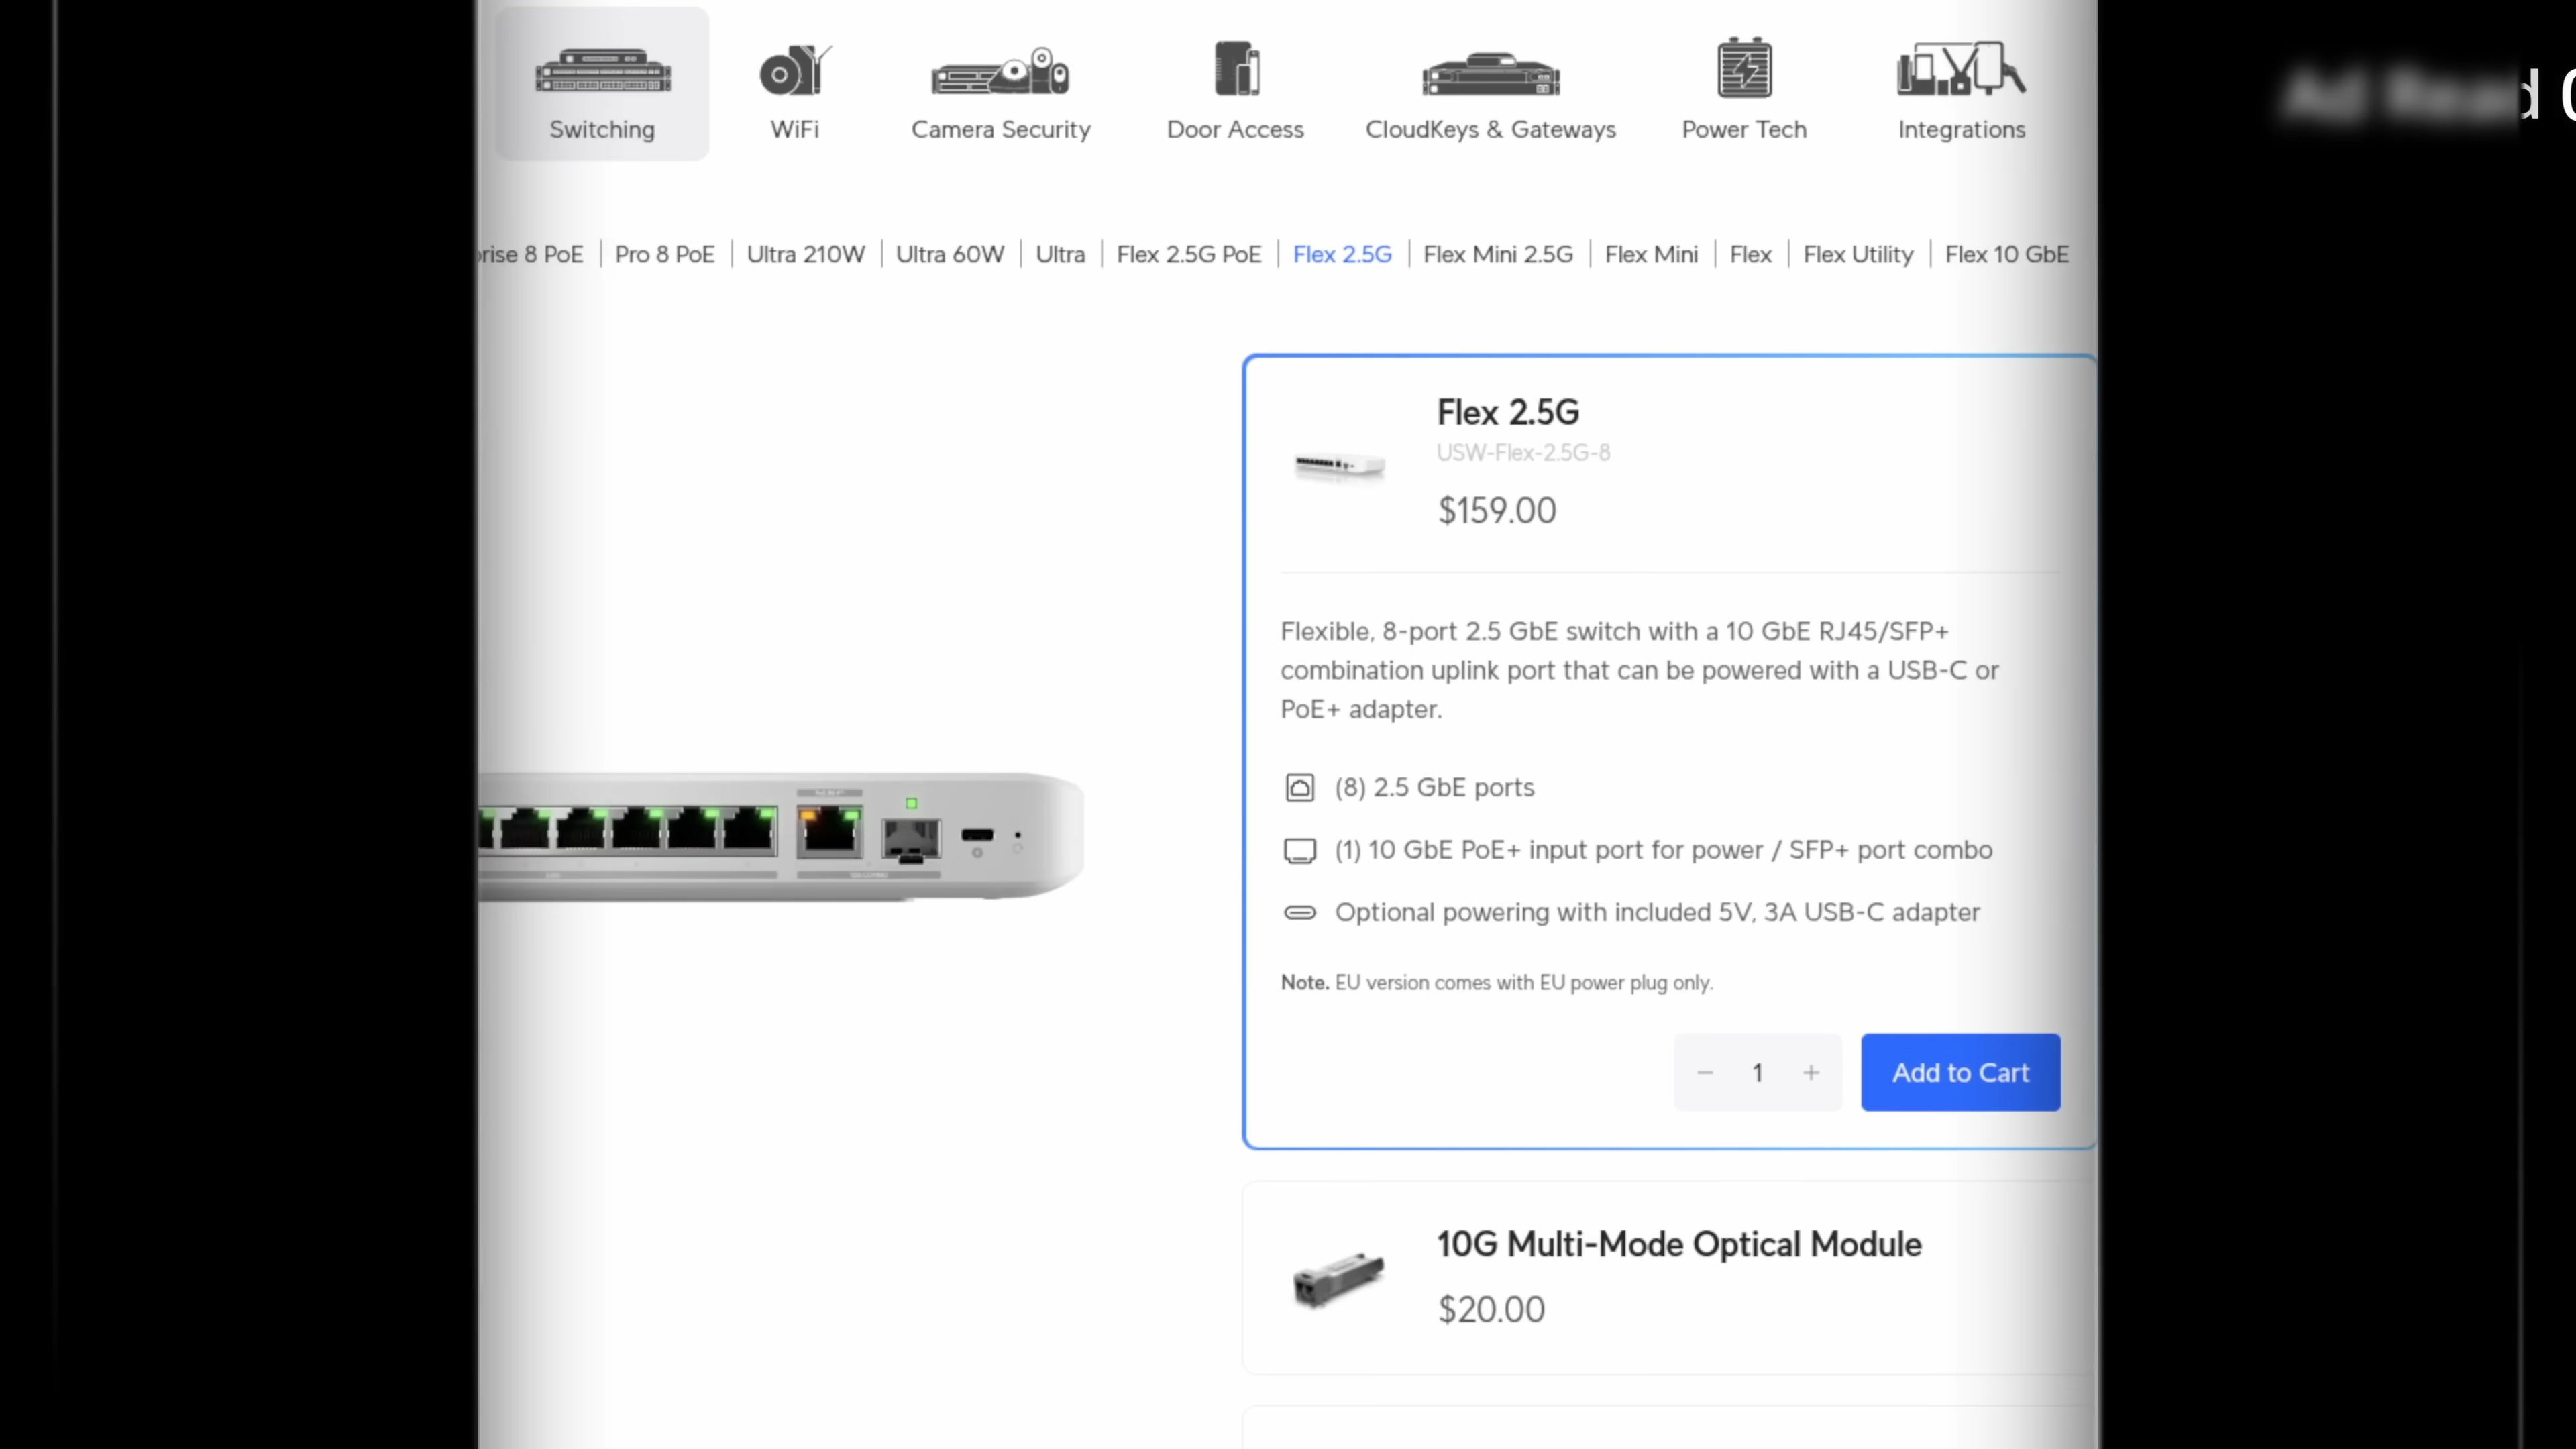 Switching
WiFi
Camera Security
Door Access
CloudKeys & Gateways
Power Tech
Integrations
Ad Read
8 PoE
Pro 8 PoE
Ultra 210W
Ultra 60W
Ultra
Flex 2.5G PoE
Flex 2.5G
Flex Mini 2.5G
Flex Mini
Flex
Flex Utility
Flex 10 GbE
Flex 2.5G
USW-Flex-2.5G-8
$159.00
Flexible, 8-port 2.5 GbE switch with a 10 GbE RJ45/SFP+
combination uplink port that can be powered with a USB-C or
PoE+ adapter.
(8) 2.5 GbE ports
(1) 10 GbE PoE+ input port for power / SFP+ port combo
Optional powering with included 5V, 3A USB-C adapter
Note. EU version comes with EU power plug only.
1
Add to Cart
10G Multi-Mode Optical Module
$20.00